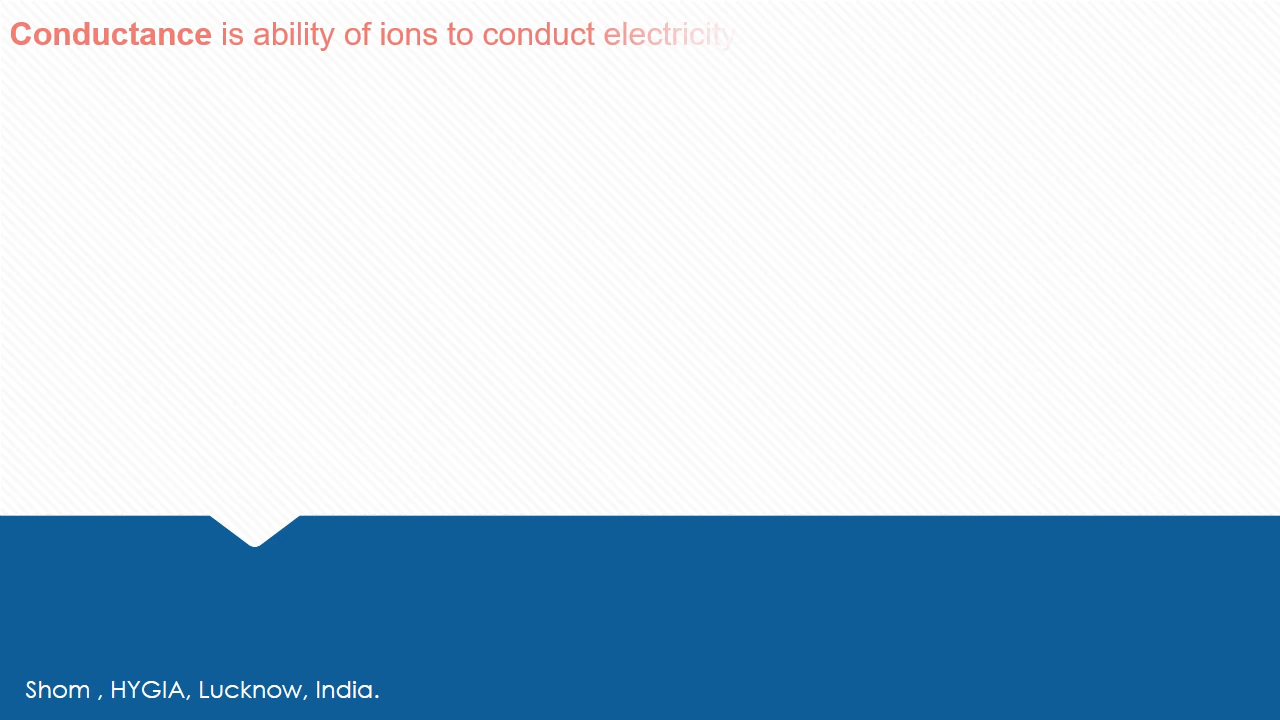 Conductance is ability of ions to conduct electricity
Shom , HYGIA, Lucknow, India.